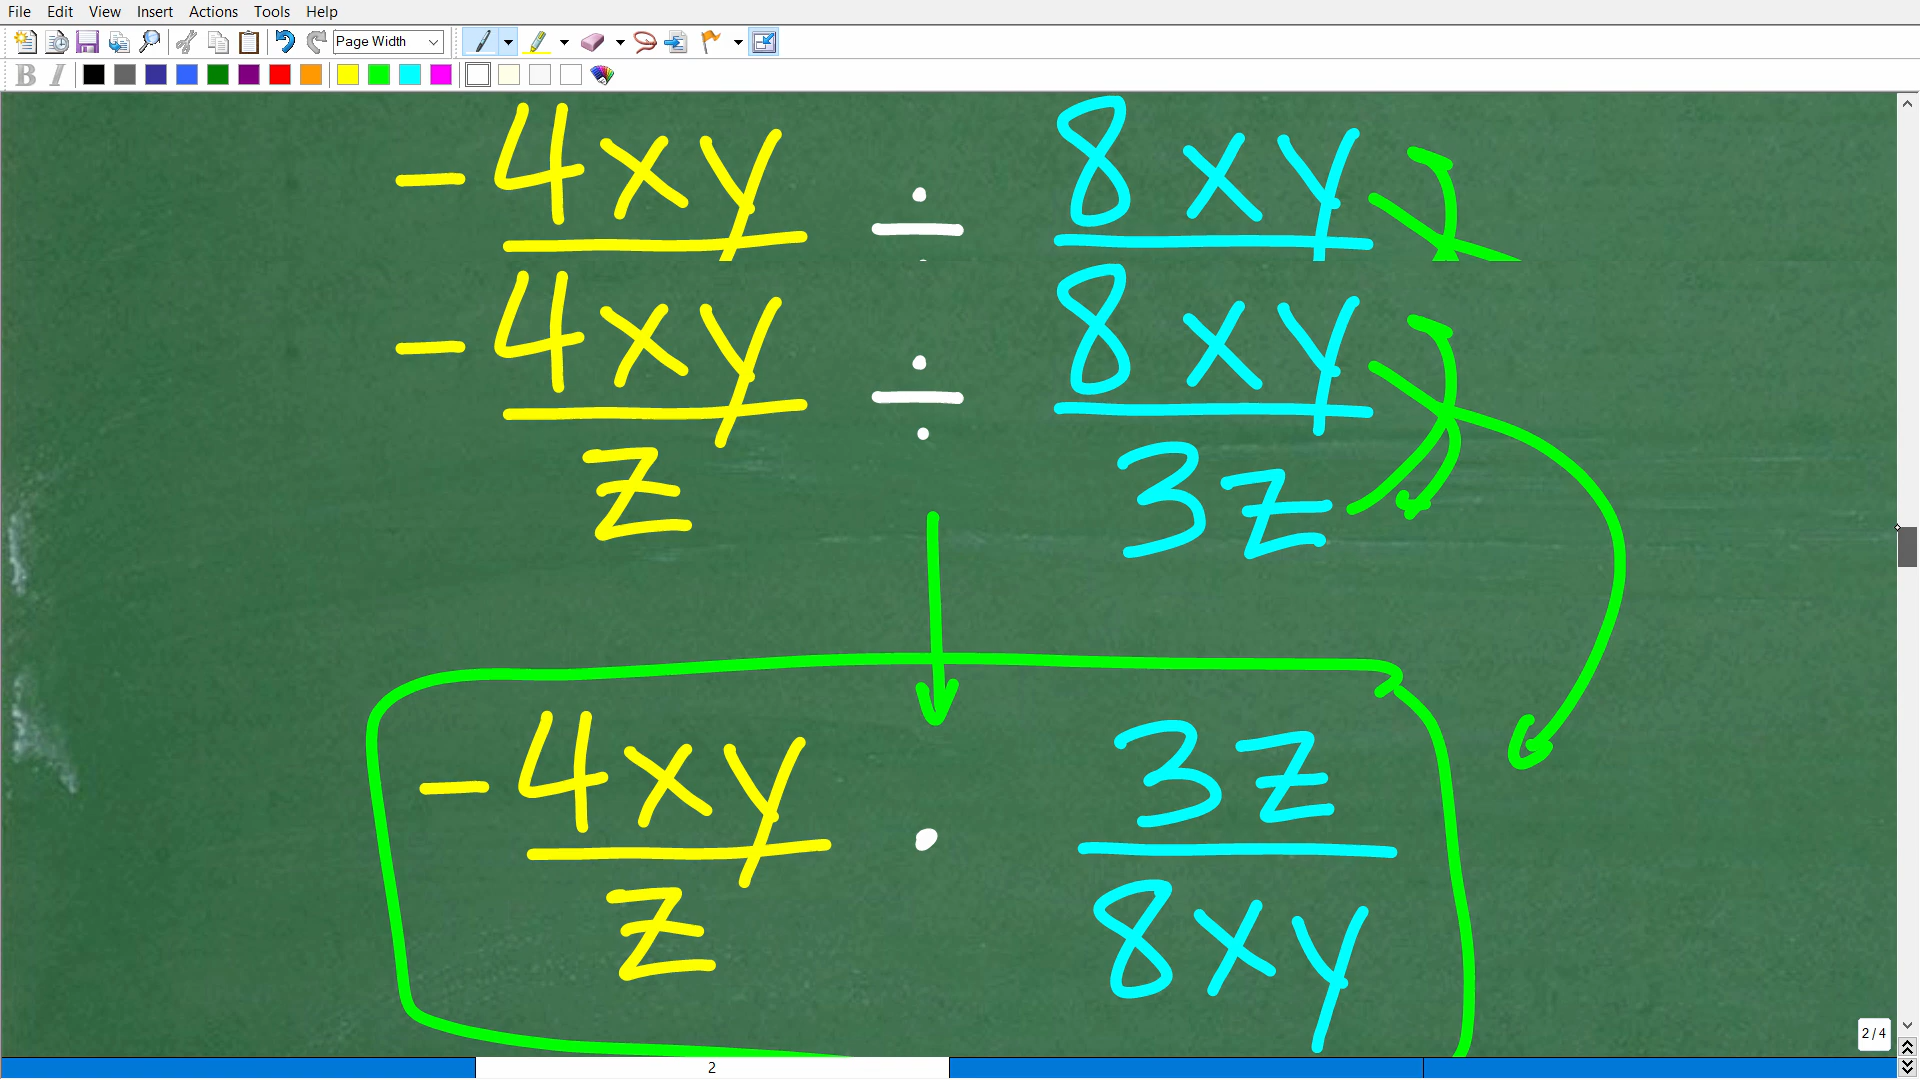 File Edit View Insert Actions Tools Help
Page Width
B I
-4xy ÷ 8xy
-4xy ÷ 8xy
z 3z
-4xy · 3z
z 8xy
2 / 4
2